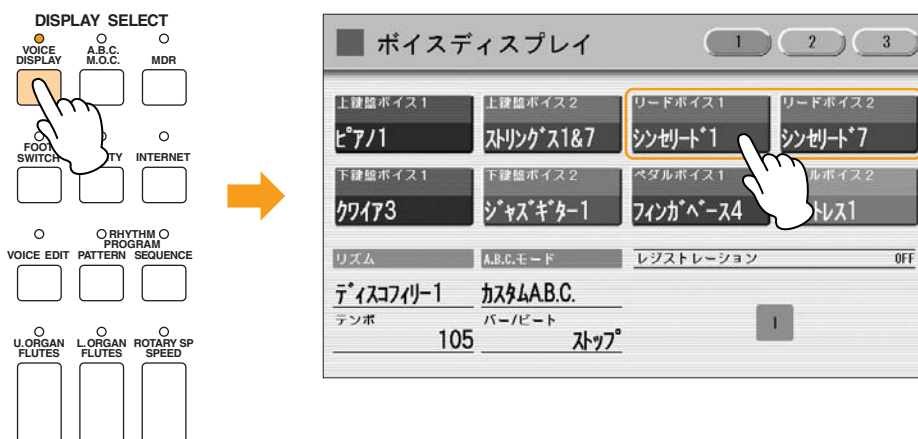 DISPLAY SELECT
VOICE DISPLAY
A.B.C. M.O.C.
MDR
FOOT SWITCH
INTERNET
VOICE EDIT
RHYTHM PROGRAM
PATTERN
SEQUENCE
U.ORGAN FLUTES
L.ORGAN FLUTES
ROTARY SP SPEED
ボイスディスプレイ
1 2 3
上鍵盤ボイス1 上鍵盤ボイス2 リードボイス1 リードボイス2
ピアノ1 ストリングス1&7 シンセリード1 シンセリード7
下鍵盤ボイス1 下鍵盤ボイス2 ペダルボイス1
クワイア3 ジャズギター1 フィンガベース4
リズム A.B.C.モード レジストレーション OFF
ディスコフィリー1 カスタムA.B.C.
テンポ バー/ビート
105 ストップ
1